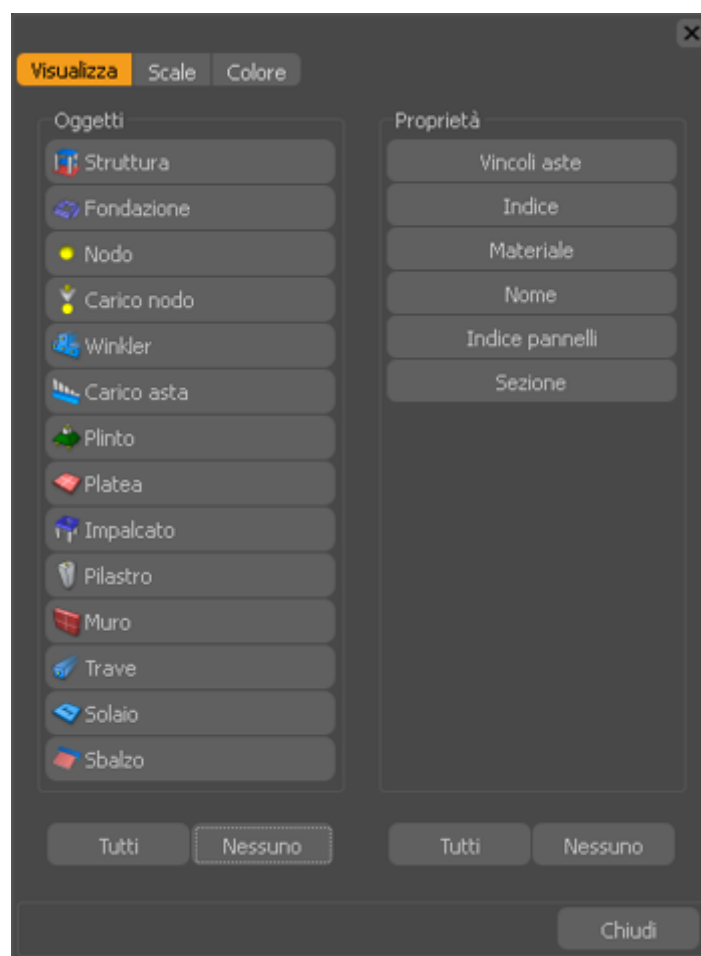 Visualizza Scale Colore
Oggetti
Struttura
Fondazione
Nodo
Carico nodo
Winkler
Carico asta
Plinto
Platea
Impalcato
Pilastro
Muro
Trave
Solaio
Sbalzo
Tutti Nessuno
Proprietà
Vincoli aste
Indice
Materiale
Nome
Indice pannelli
Sezione
Tutti Nessuno
Chiudi